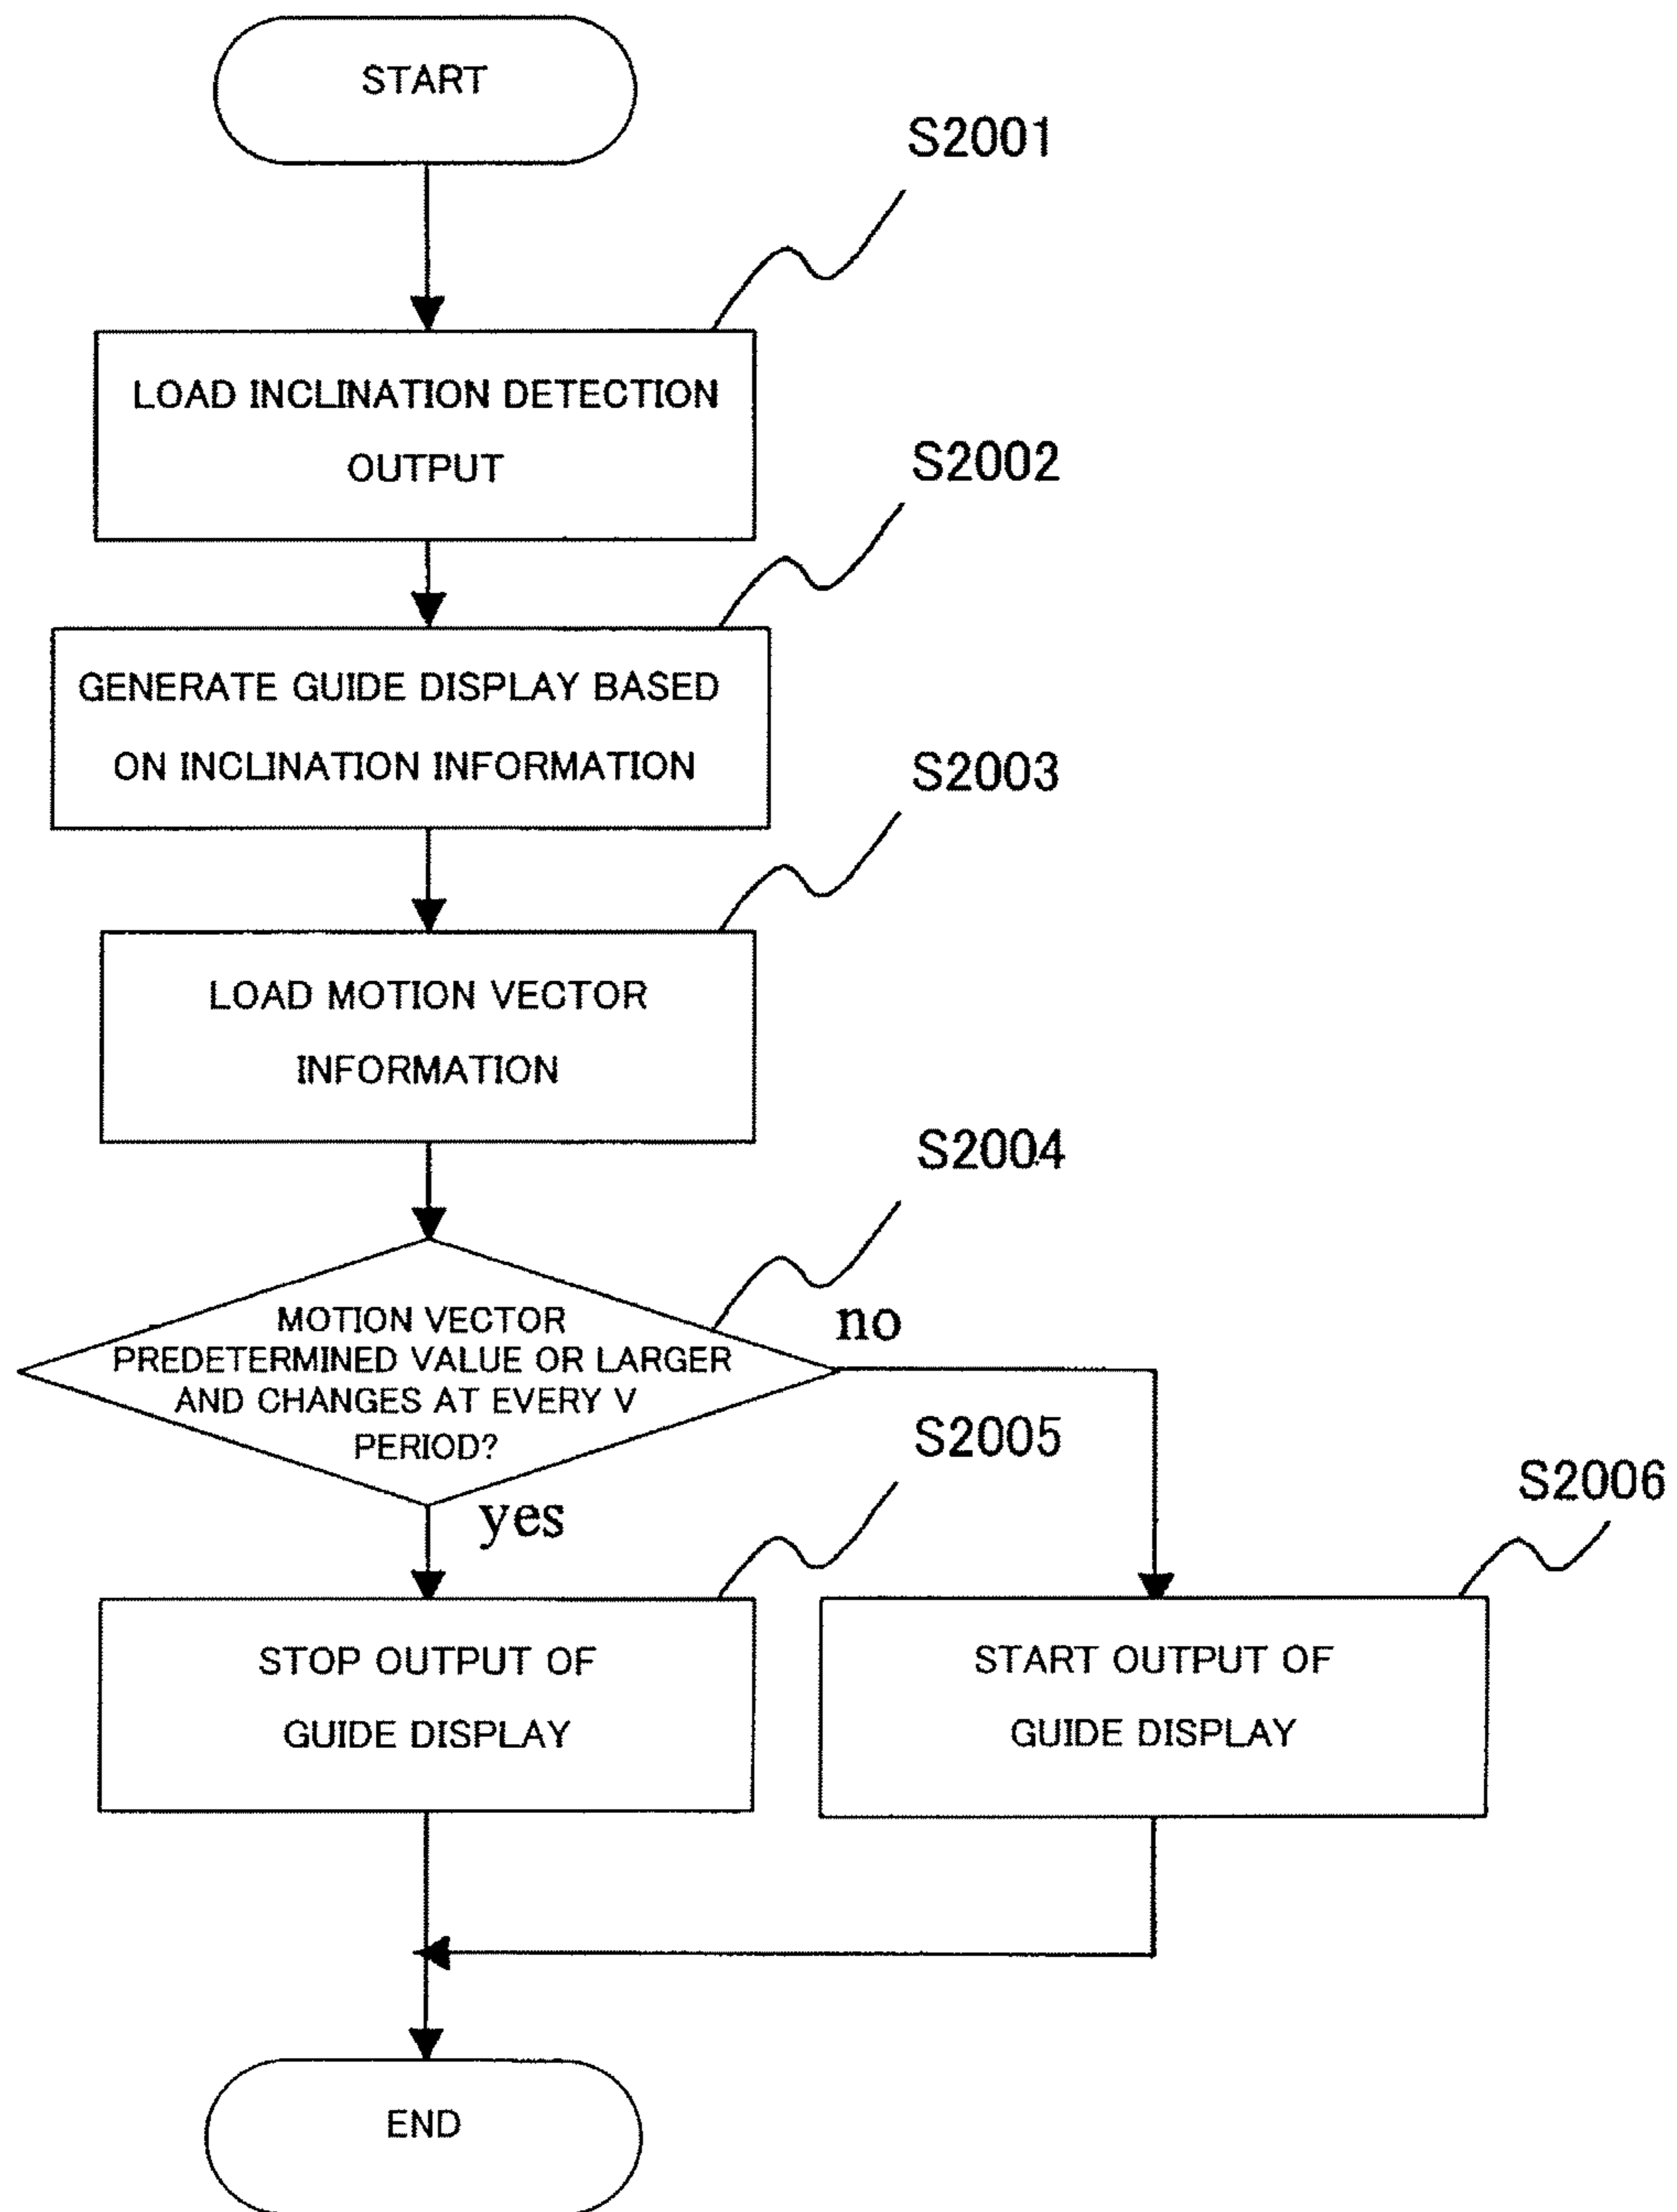 START
S2001
LOAD INCLINATION DETECTION
OUTPUT
S2002
GENERATE GUIDE DISPLAY BASED
ON INCLINATION INFORMATION
S2003
LOAD MOTION VECTOR
INFORMATION
S2004
MOTION VECTOR
PREDETERMINED VALUE OR LARGER
AND CHANGES AT EVERY V
PERIOD?
no
yes
S2005
STOP OUTPUT OF
GUIDE DISPLAY
S2006
START OUTPUT OF
GUIDE DISPLAY
END